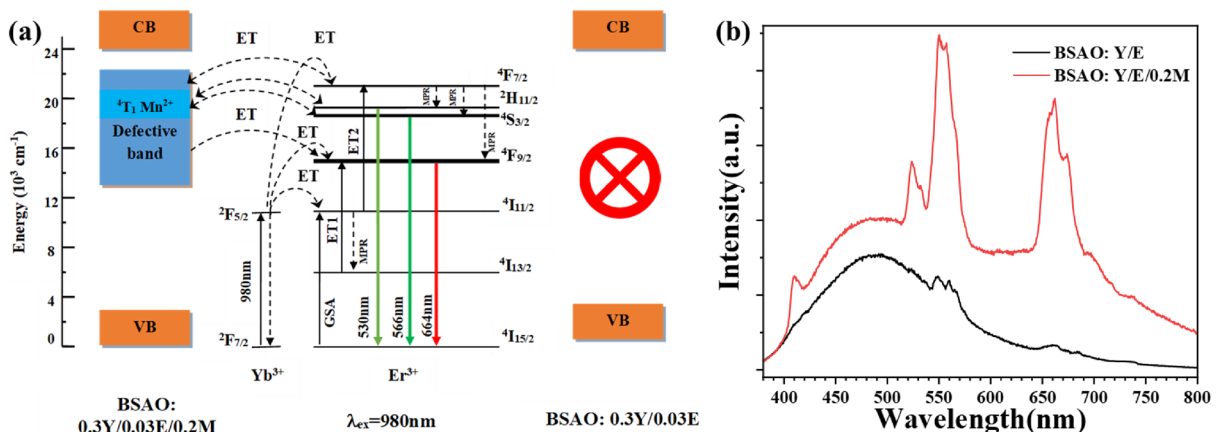 (a)
CB
ET
ET
CB
(b)
24
20
16
12
8
4
0
Energy (10³ cm⁻¹)
⁴T₁ Mn²⁺
Defective
band
ET
ET
ET
⁴F₇/₂
²H₁₁/₂
⁴S₃/₂
⁴F₉/₂
⁴I₁₁/₂
⁴I₁₃/₂
⁴I₁₅/₂
MPR
MPR
MPR
MPR
ET2
ET1
GSA
²F₅/₂
²F₇/₂
980nm
530nm
566nm
664nm
VB
VB
Yb³⁺
Er³⁺
BSAO:
0.3Y/0.03E/0.2M
λₑₓ=980nm
BSAO: 0.3Y/0.03E
BSAO: Y/E
BSAO: Y/E/0.2M
Intensity(a.u.)
400 450 500 550 600 650 700 750 800
Wavelength(nm)